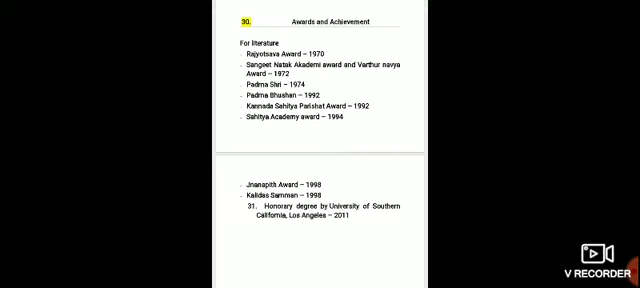 30. Awards and Achievement
For literature
Rajyotsava Award – 1970
Sangeet Natak Akademi award and Varthur navya
Award – 1972
Padma Shri – 1974
Padma Bhushan – 1992
Kannada Sahitya Parishat Award – 1992
Sahitya Academy award – 1994
Jnanapith Award – 1998
Kalidas Samman – 1998
31. Honorary degree by University of Southern
California, Los Angeles – 2011
V RECORDER